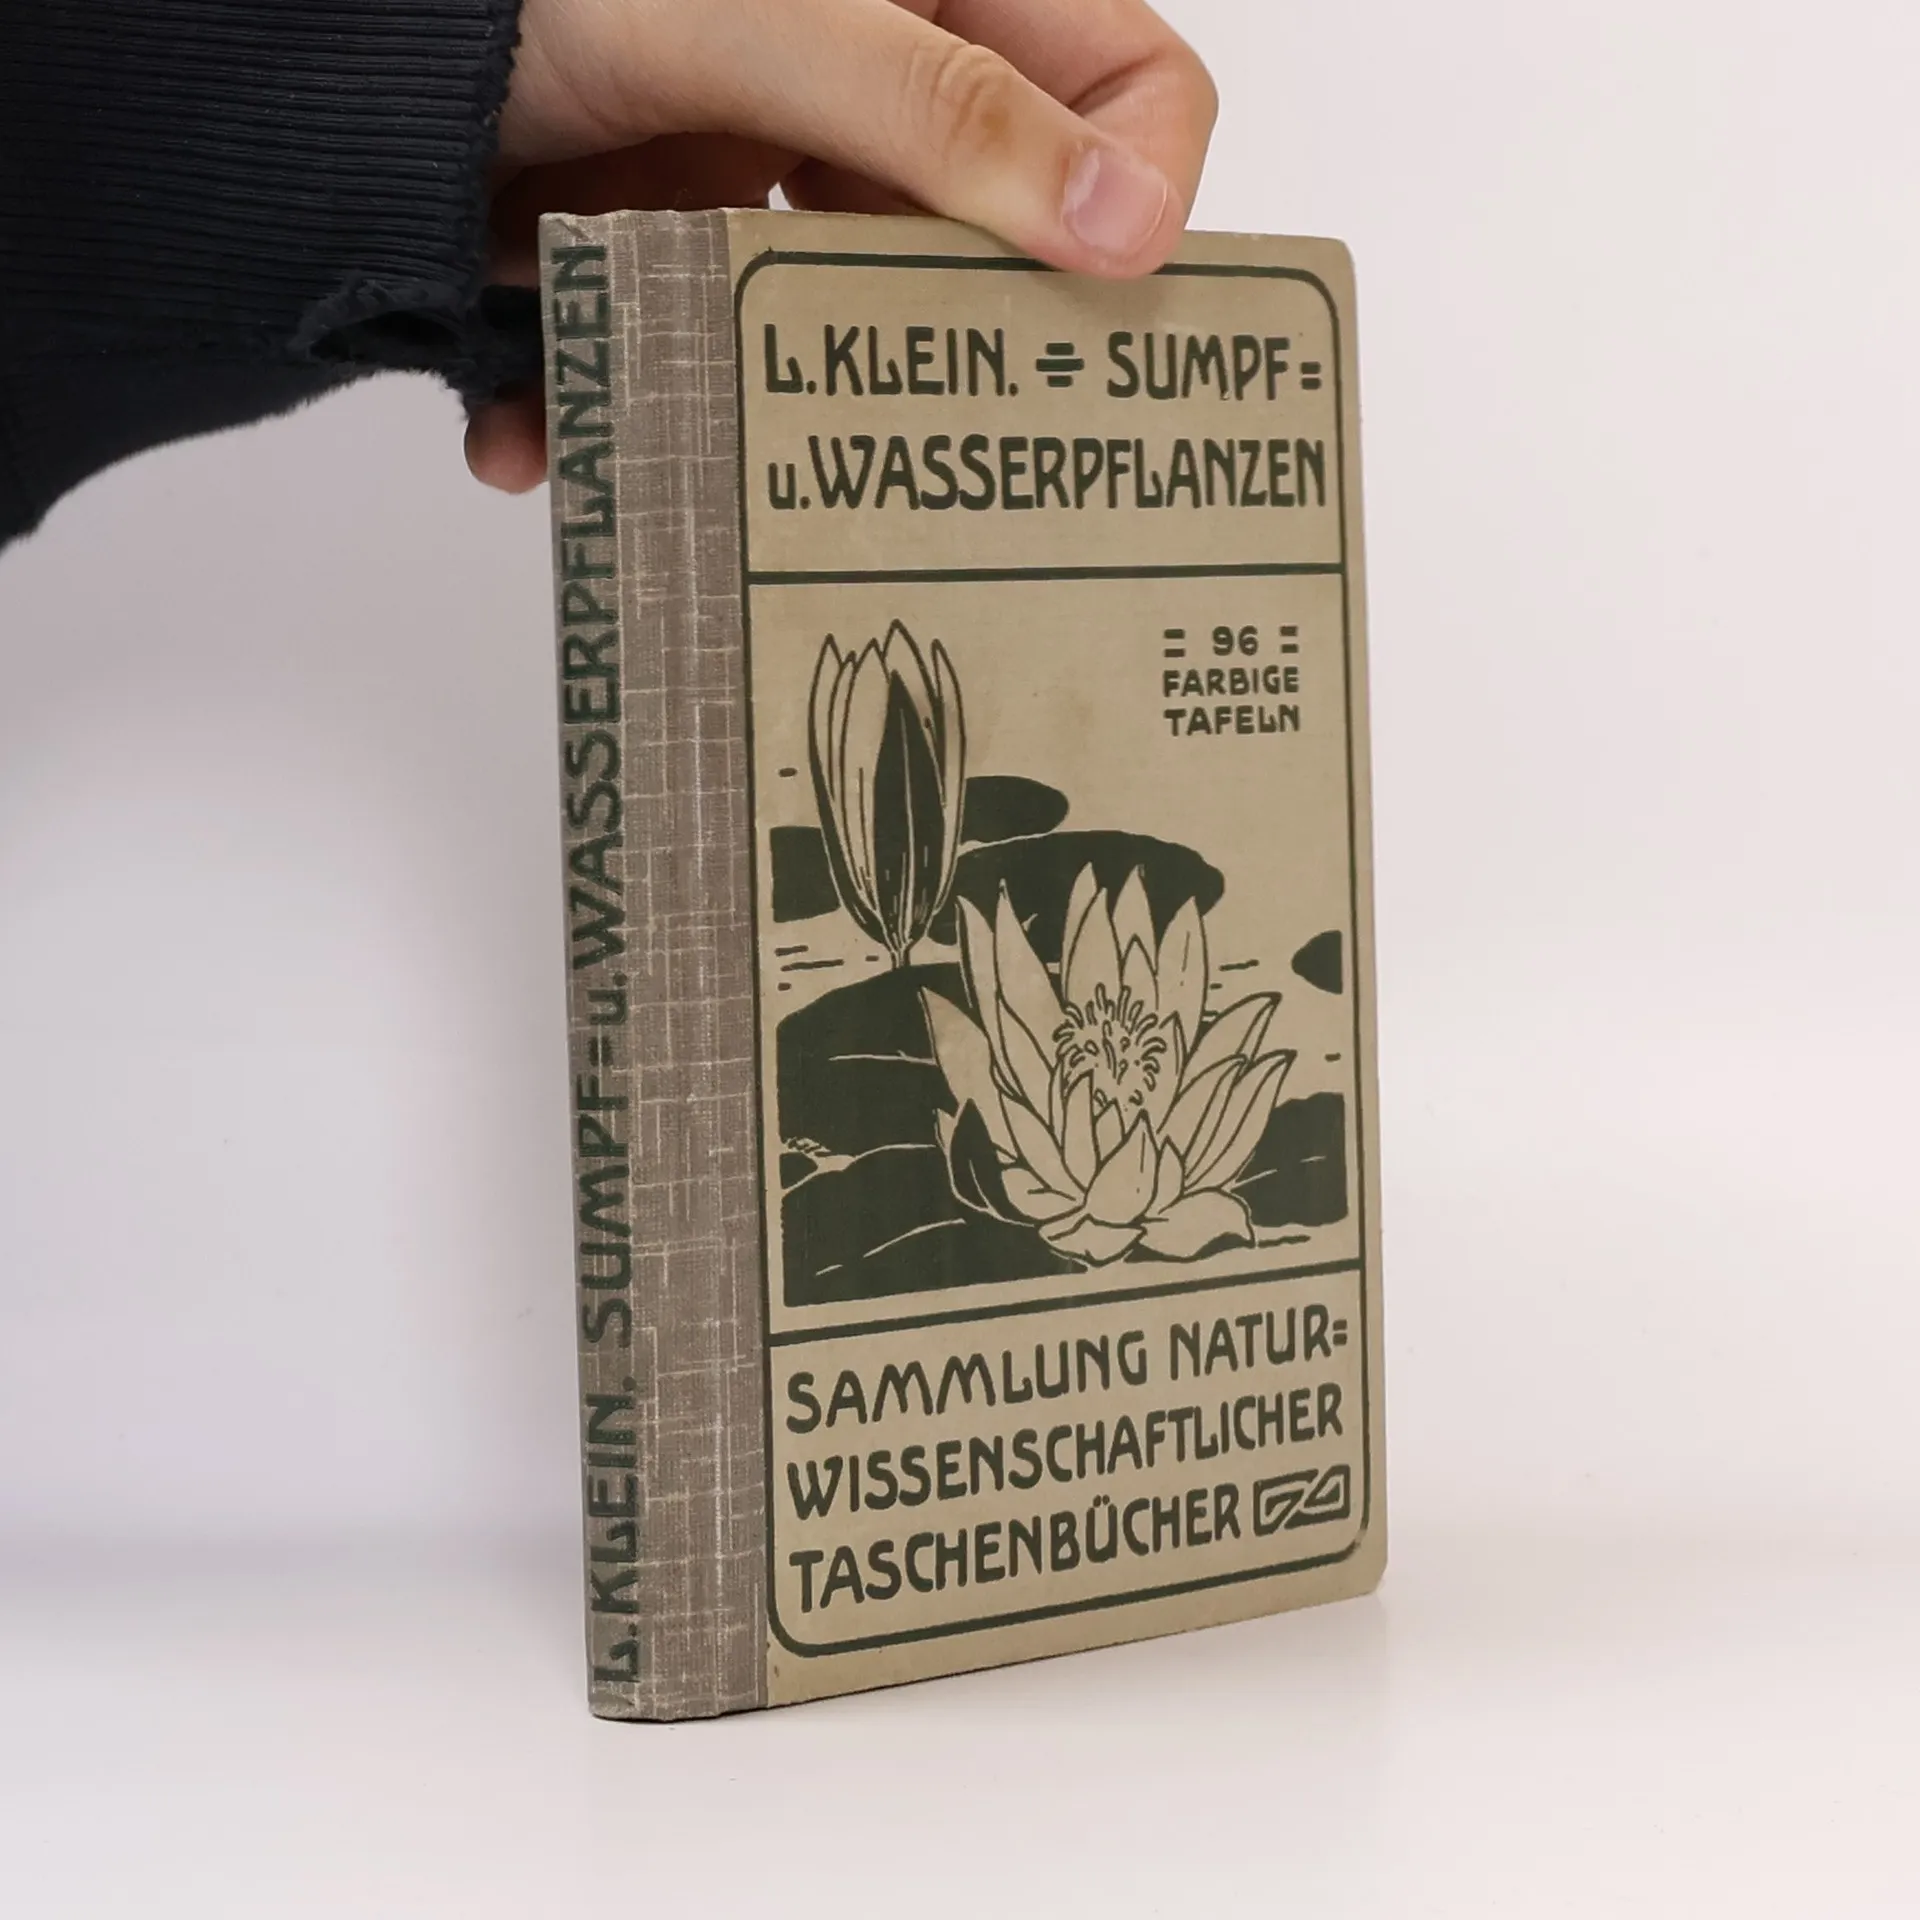 L. KLEIN. SUMPF= u. WASSERPFLANZEN
L. KLEIN. ÷ SUMPF=
u. WASSERPFLANZEN
= 96 =
FARBIGE
TAFELN
SAMMLUNG NATUR=
WISSENSCHAFTLICHER
TASCHENBÜCHER